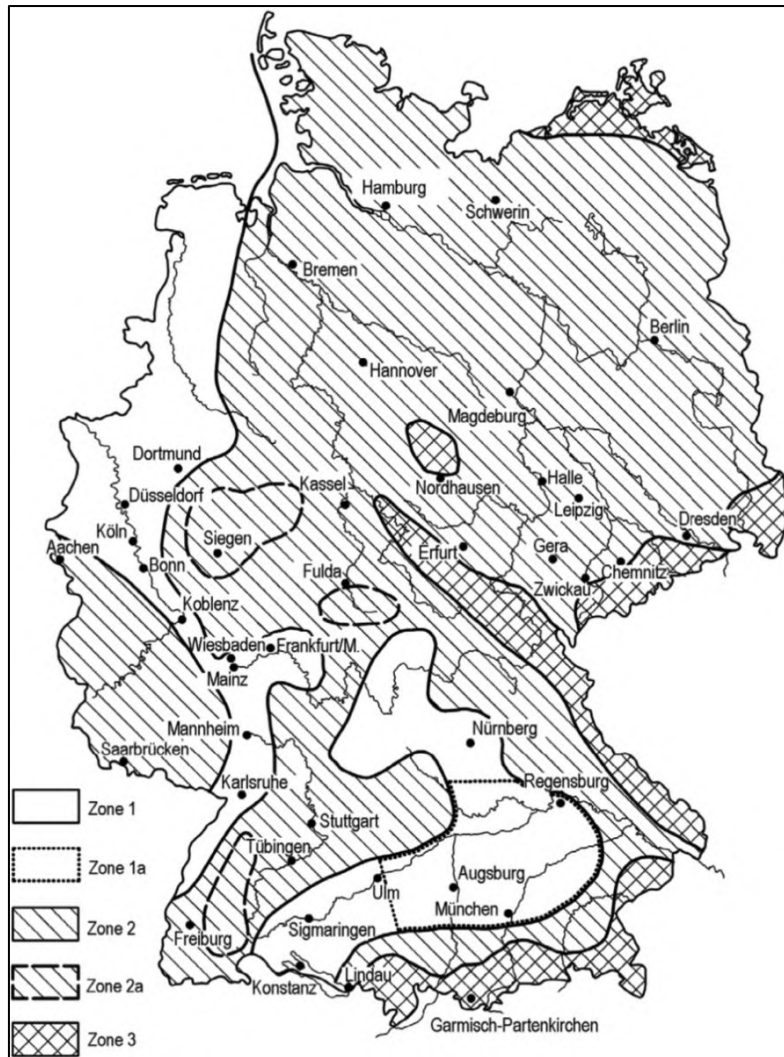 Hamburg
Schwerin
Bremen
Berlin
Hannover
Magdeburg
Dortmund
Düsseldorf
Kassel
Nordhausen
Halle
Leipzig
Köln
Siegen
Dresden
Aachen
Bonn
Erfurt
Gera
Chemnitz
Fulda
Zwickau
Koblenz
Wiesbaden
Frankfurt/M.
Mainz
Mannheim
Nürnberg
Saarbrücken
Regensburg
Karlsruhe
Zone 1
Stuttgart
Zone 1a
Tübingen
Ulm
Augsburg
Zone 2
München
Freiburg
Sigmaringen
Zone 2a
Konstanz
Lindau
Garmisch-Partenkirchen
Zone 3